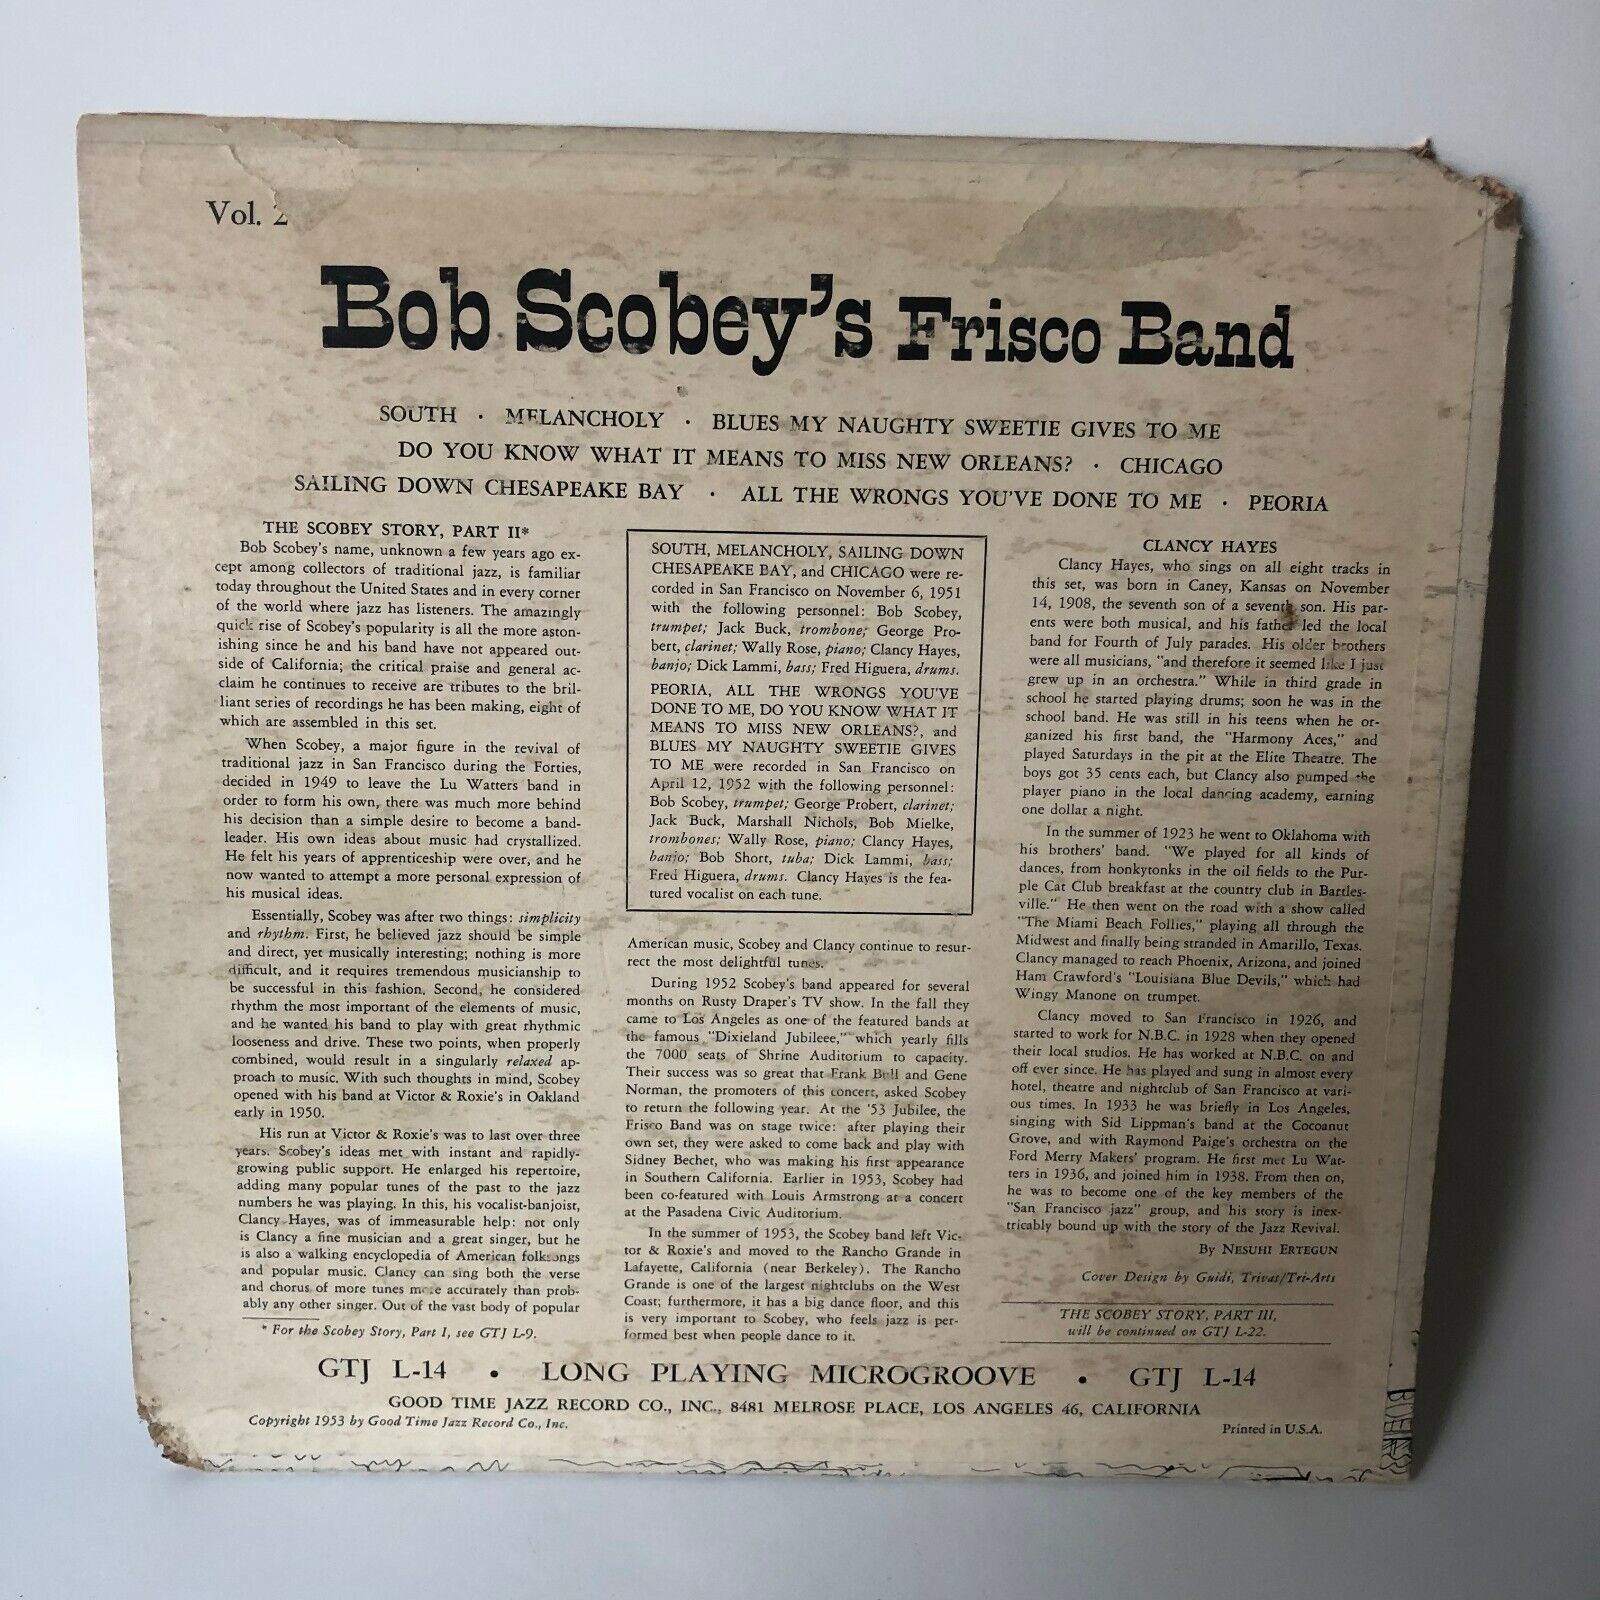 Vol. 2
Bob Scobey's Frisco Band
SOUTH · MELANCHOLY · BLUES MY NAUGHTY SWEETIE GIVES TO ME
DO YOU KNOW WHAT IT MEANS TO MISS NEW ORLEANS? · CHICAGO
SAILING DOWN CHESAPEAKE BAY · ALL THE WRONGS YOU'VE DONE TO ME · PEORIA
THE SCOBEY STORY, PART II*
Bob Scobey's name, unknown a few years ago ex-
cept among collectors of traditional jazz, is familiar
today throughout the United States and in every corner
of the world where jazz has listeners. The amazingly
quick rise of Scobey's popularity is all the more aston-
ishing since he and his band have not appeared out-
side of California; the critical praise and general ac-
claim he continues to receive are tributes to the bril-
liant series of recordings he has been making, eight of
which are assembled in this set.
When Scobey, a major figure in the revival of
traditional jazz in San Francisco during the Forties,
decided in 1949 to leave the Lu Watters band in
order to form his own, there was much more behind
his decision than a simple desire to become a band-
leader. His own ideas about music had crystallized.
He felt his years of apprenticeship were over, and he
now wanted to attempt a more personal expression of
his musical ideas.
Essentially, Scobey was after two things: simplicity
and rhythm. First, he believed jazz should be simple
and direct, yet musically interesting; nothing is more
difficult, and it requires tremendous musicianship to
be successful in this fashion. Second, he considered
rhythm the most important of the elements of music,
and he wanted his band to play with great rhythmic
looseness and drive. These two points, when properly
combined, would result in a singularly relaxed ap-
proach to music. With such thoughts in mind, Scobey
opened with his band at Victor & Roxie's in Oakland
early in 1950.
His run at Victor & Roxie's was to last over three
years. Scobey's ideas met with instant and rapidly-
growing public support. He enlarged his repertoire,
adding many popular tunes of the past to the jazz
numbers he was playing. In this, his vocalist-banjoist,
Clancy Hayes, was of immeasurable help: not only
is Clancy a fine musician and a great singer, but he
is also a walking encyclopedia of American folksongs
and popular music. Clancy can sing both the verse
and chorus of more tunes more accurately than prob-
ably any other singer. Out of the vast body of popular
* For the Scobey Story, Part I, see GTJ L-9.
SOUTH, MELANCHOLY, SAILING DOWN
CHESAPEAKE BAY, and CHICAGO were re-
corded in San Francisco on November 6, 1951
with the following personnel: Bob Scobey,
trumpet; Jack Buck, trombone; George Pro-
bert, clarinet; Wally Rose, piano; Clancy Hayes,
banjo; Dick Lammi, bass; Fred Higuera, drums.
PEORIA, ALL THE WRONGS YOU'VE
DONE TO ME, DO YOU KNOW WHAT IT
MEANS TO MISS NEW ORLEANS?, and
BLUES MY NAUGHTY SWEETIE GIVES
TO ME were recorded in San Francisco on
April 12, 1952 with the following personnel:
Bob Scobey, trumpet; George Probert, clarinet;
Jack Buck, Marshall Nichols, Bob Mielke,
trombones; Wally Rose, piano; Clancy Hayes,
banjo; Bob Short, tuba; Dick Lammi, bass;
Fred Higuera, drums. Clancy Hayes is the fea-
tured vocalist on each tune.
American music, Scobey and Clancy continue to resur-
rect the most delightful tunes.
During 1952 Scobey's band appeared for several
months on Rusty Draper's TV show. In the fall they
came to Los Angeles as one of the featured bands at
the famous "Dixieland Jubileee," which yearly fills
the 7000 seats of Shrine Auditorium to capacity.
Their success was so great that Frank Bull and Gene
Norman, the promoters of this concert, asked Scobey
to return the following year. At the '53 Jubilee, the
Frisco Band was on stage twice: after playing their
own set, they were asked to come back and play with
Sidney Bechet, who was making his first appearance
in Southern California. Earlier in 1953, Scobey had
been co-featured with Louis Armstrong at a concert
at the Pasadena Civic Auditorium.
In the summer of 1953, the Scobey band left Vic-
tor & Roxie's and moved to the Rancho Grande in
Lafayette, California (near Berkeley). The Rancho
Grande is one of the largest nightclubs on the West
Coast; furthermore, it has a big dance floor, and this
is very important to Scobey, who feels jazz is per-
formed best when people dance to it.
CLANCY HAYES
Clancy Hayes, who sings on all eight tracks in
this set, was born in Caney, Kansas on November
14, 1908, the seventh son of a seventh son. His par-
ents were both musical, and his father led the local
band for Fourth of July parades. His older brothers
were all musicians, "and therefore it seemed like I just
grew up in an orchestra." While in third grade in
school he started playing drums; soon he was in the
school band. He was still in his teens when he or-
ganized his first band, the "Harmony Aces," and
played Saturdays in the pit at the Elite Theatre. The
boys got 35 cents each, but Clancy also pumped the
player piano in the local dancing academy, earning
one dollar a night.
In the summer of 1923 he went to Oklahoma with
his brothers' band. "We played for all kinds of
dances, from honkytonks in the oil fields to the Pur-
ple Cat Club breakfast at the country club in Bartles-
ville." He then went on the road with a show called
"The Miami Beach Follies," playing all through the
Midwest and finally being stranded in Amarillo, Texas.
Clancy managed to reach Phoenix, Arizona, and joined
Ham Crawford's "Louisiana Blue Devils," which had
Wingy Manone on trumpet.
Clancy moved to San Francisco in 1926, and
started to work for N.B.C. in 1928 when they opened
their local studios. He has worked at N.B.C. on and
off ever since. He has played and sung in almost every
hotel, theatre and nightclub of San Francisco at vari-
ous times. In 1933 he was briefly in Los Angeles,
singing with Sid Lippman's band at the Cocoanut
Grove, and with Raymond Paige's orchestra on the
Ford Merry Makers' program. He first met Lu Wat-
ters in 1936, and joined him in 1938. From then on,
he was to become one of the key members of the
"San Francisco jazz" group, and his story is inex-
tricably bound up with the story of the Jazz Revival.
By NESUHI ERTEGUN
Cover Design by Guidi, Trivas/Tri-Arts
THE SCOBEY STORY, PART III,
will be continued on GTJ L-22.
GTJ L-14 · LONG PLAYING MICROGROOVE · GTJ L-14
GOOD TIME JAZZ RECORD CO., INC., 8481 MELROSE PLACE, LOS ANGELES 46, CALIFORNIA
Copyright 1953 by Good Time Jazz Record Co., Inc.
Printed in U.S.A.